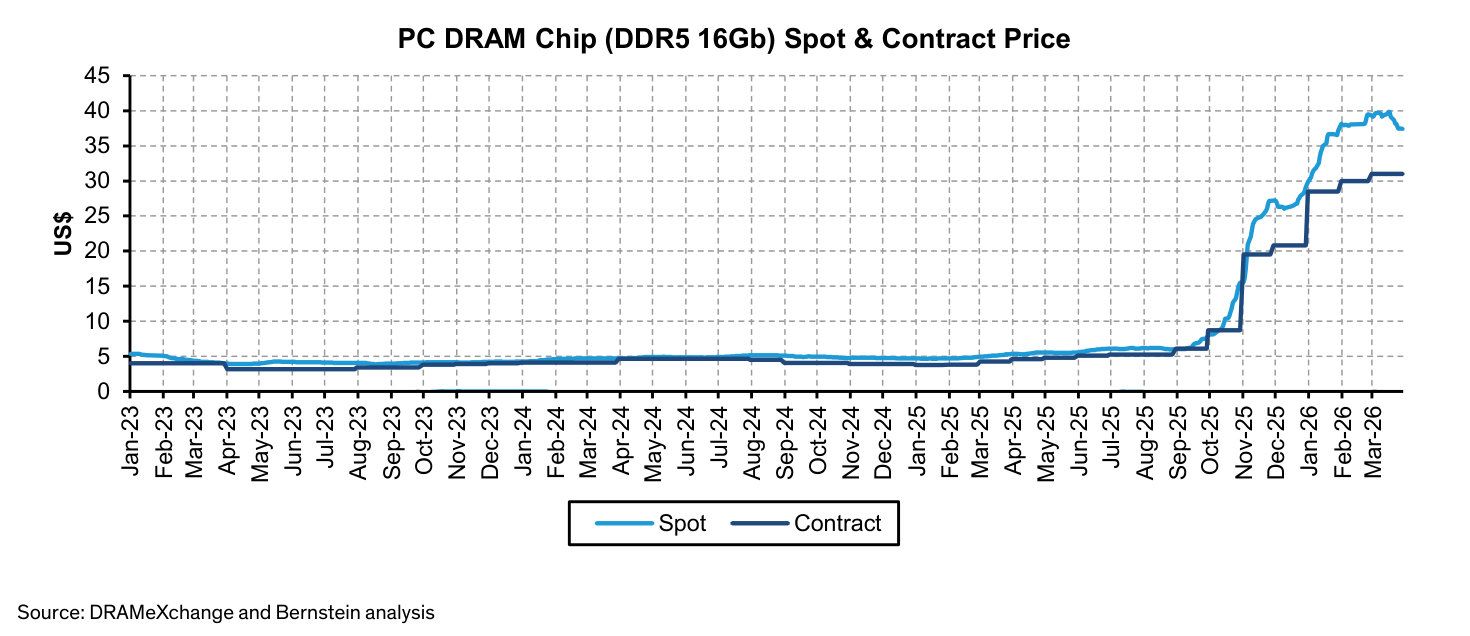 PC DRAM Chip (DDR5 16Gb) Spot & Contract Price
US$
45
40
35
30
25
20
15
10
5
0
Jan-23
Feb-23
Mar-23
Apr-23
May-23
Jun-23
Jul-23
Aug-23
Sep-23
Oct-23
Nov-23
Dec-23
Jan-24
Feb-24
Mar-24
Apr-24
May-24
Jun-24
Jul-24
Aug-24
Sep-24
Oct-24
Nov-24
Dec-24
Jan-25
Feb-25
Mar-25
Apr-25
May-25
Jun-25
Jul-25
Aug-25
Sep-25
Oct-25
Nov-25
Dec-25
Jan-26
Feb-26
Mar-26
Spot Contract
Source: DRAMeXchange and Bernstein analysis